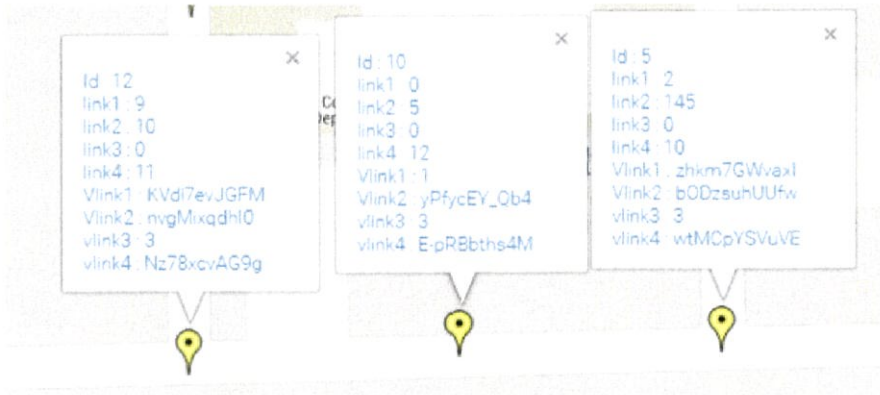 ×
Id : 12
link1 : 9
link2 : 10
link3 : 0
link4 : 11
Vlink1 : KVdl7evJGFM
Vlink2 : nvgMixqdhl0
vlink3 : 3
vlink4 : Nz78xcvAG9g
×
Id : 10
link1 : 0
link2 : 5
link3 : 0
link4 : 12
Vlink1 : 1
Vlink2 : yPfycEY_Qb4
vlink3 : 3
vlink4 : E-pRBbths4M
×
Id : 5
link1 : 2
link2 : 145
link3 : 0
link4 : 10
Vlink1 : zhkm7GWvaxI
Vlink2 : bODzsuhUUfw
vlink3 : 3
vlink4 : wtMCpYSVuVE